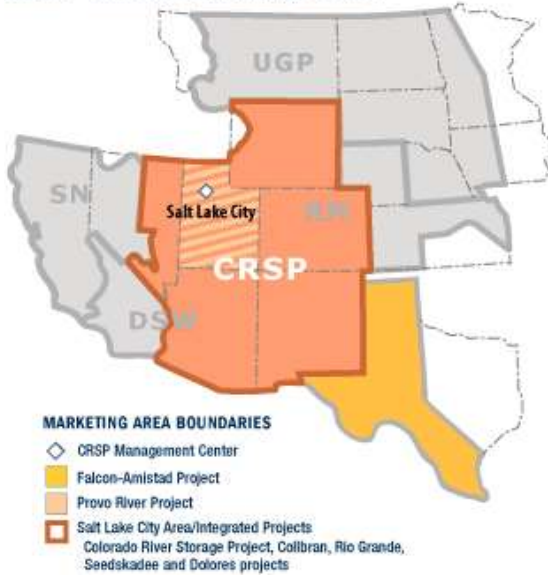 UGP
SN
Salt Lake City
RM
CRSP
DSW
MARKETING AREA BOUNDARIES
CRSP Management Center
Falcon-Amistad Project
Provo River Project
Salt Lake City Area/Integrated Projects
Colorado River Storage Project, Collbran, Rio Grande,
Seedskadee and Dolores projects